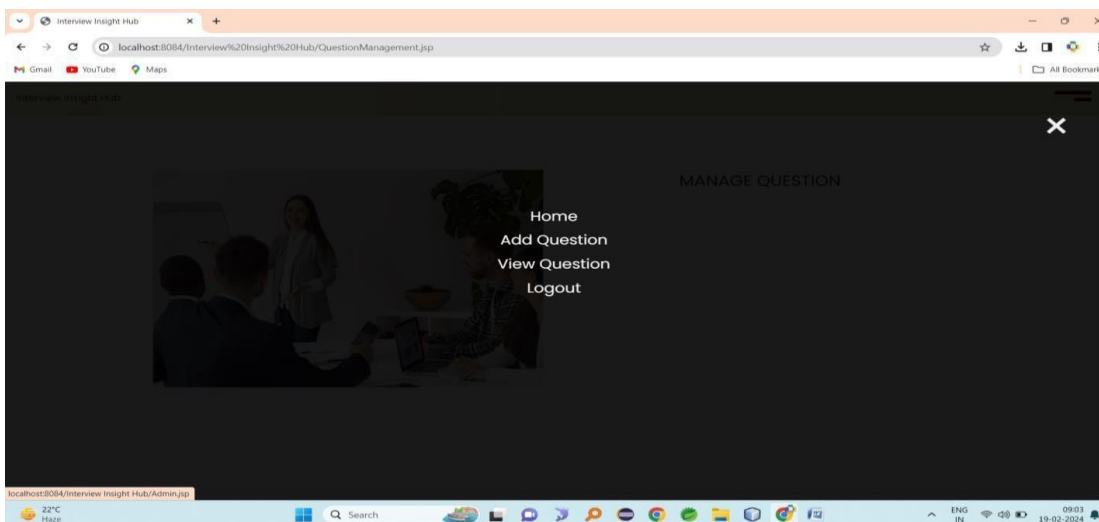 Interview Insight Hub
localhost:8084/Interview%20Insight%20Hub/QuestionManagement.jsp
Gmail YouTube Maps
All Bookmark
Interview Insight Hub
MANAGE QUESTION
Home
Add Question
View Question
Logout
localhost:8084/Interview Insight Hub/Admin.jsp
22°C
Haze
Search
ENG
IN
09:03
19-02-2024